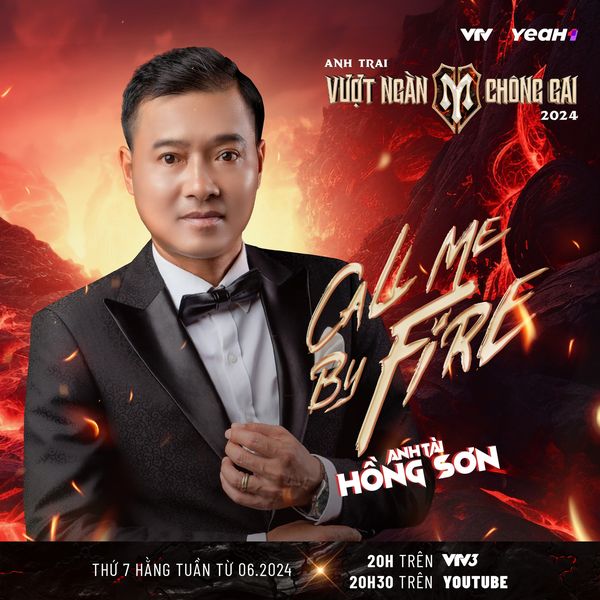 VTV YEAH1
ANH TRAI
VƯỢT NGÀN CHÔNG GAI
2024
CALL ME
BY FIRE
ANH TÀI
HỒNG SƠN
THỨ 7 HẰNG TUẦN TỪ 06.2024
20H TRÊN VTV3
20H30 TRÊN YOUTUBE